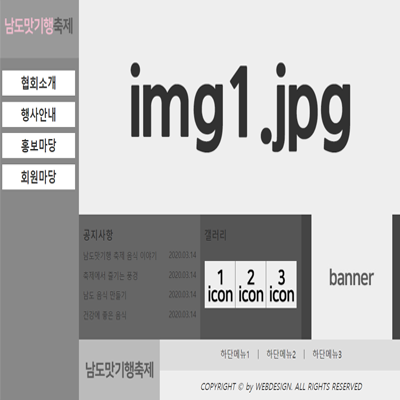 남도맛기행축제
협회소개
행사안내
홍보마당
회원마당
img1.jpg
공지사항
남도맛기행 축제 음식 이야기 2020.03.14
축제에서 즐기는 풍경 2020.03.14
남도 음식 만들기 2020.03.14
건강에 좋은 음식 2020.03.14
갤러리
1 2 3
icon icon icon
banner
남도맛기행축제
하단메뉴1 | 하단메뉴2 | 하단메뉴3
COPYRIGHT © by WEBDESIGN. ALL RIGHTS RESERVED